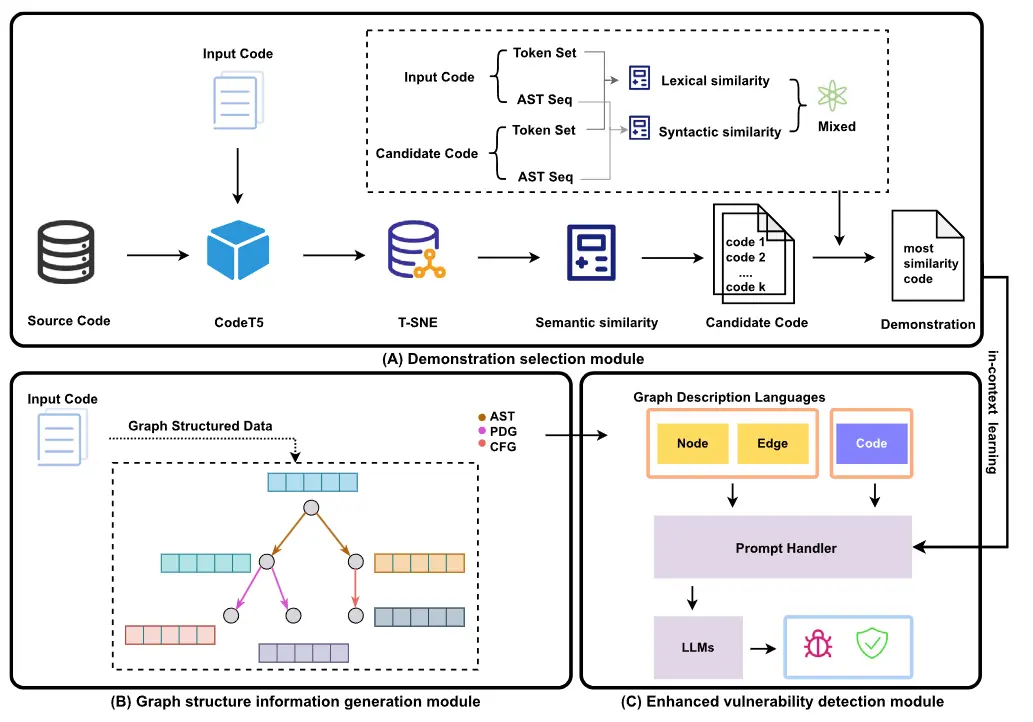 Input Code
Token Set
Input Code
AST Seq
Lexical similarity
Candidate Code
Token Set
AST Seq
Syntactic similarity
Mixed
Source Code
CodeT5
T-SNE
Semantic similarity
code 1
code 2
....
code k
Candidate Code
most
similarity
code
Demonstration
(A) Demonstration selection module
in-context learning
Input Code
Graph Structured Data
AST
PDG
CFG
(B) Graph structure information generation module
Graph Description Languages
Node
Edge
Code
Prompt Handler
LLMs
(C) Enhanced vulnerability detection module